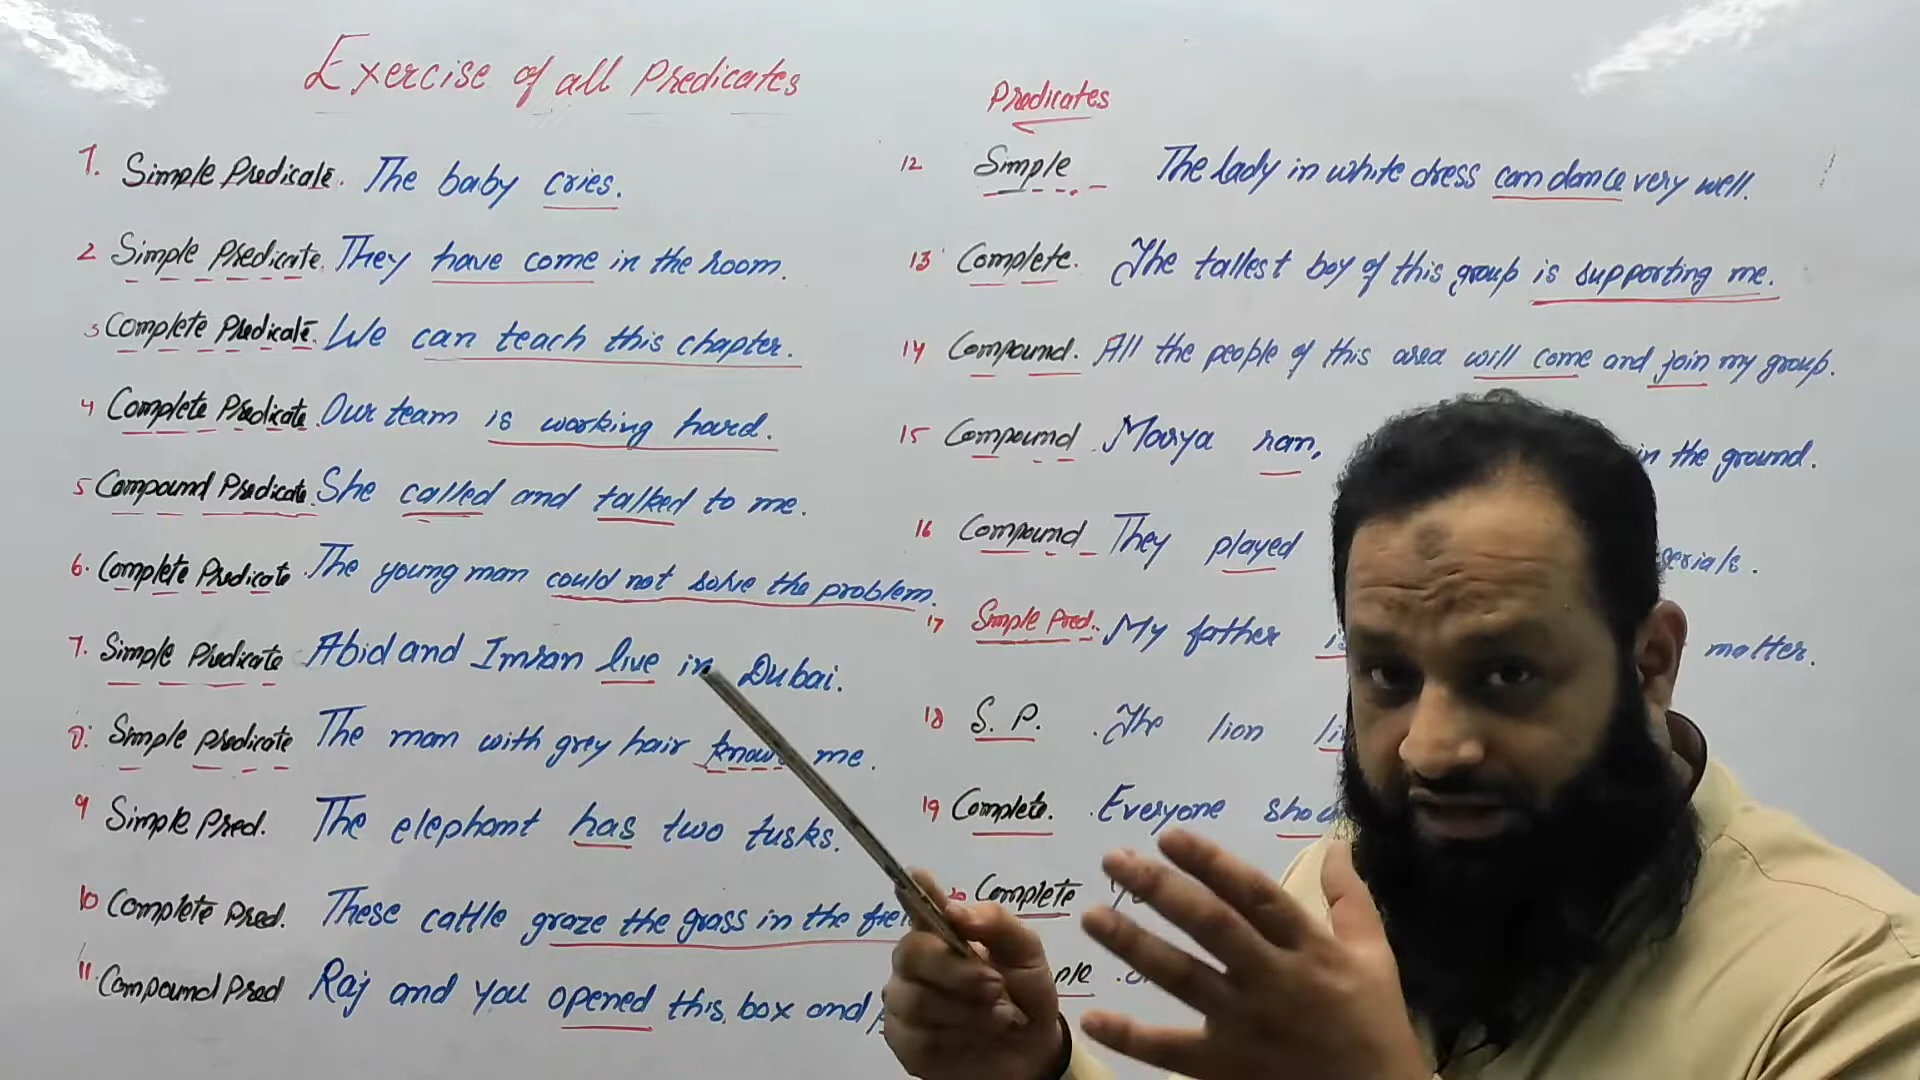 Exercise of all Predicates
1. Simple Predicate. The baby cries.
2 Simple Predicate. They have come in the room.
3 Complete Predicate. We can teach this chapter.
4 Complete Predicate. Our team is working hard.
5 Compound Predicate. She called and talked to me.
6. Complete Predicate. The young man could not solve the problem.
7. Simple Predicate Abid and Imran live in Dubai.
8. Simple predicate The man with grey hair knows me.
9 Simple Pred. The elephant has two tusks.
10 Complete Pred. These cattle graze the grass in the
11. Compound Pred Raj and you opened this box and
Predicates
12 Simple The lady in white dress can dance very well.
13 Complete. The tallest boy of this group is supporting me.
14 Compound. All the people of this area will come and join my group.
15 Compound. Marya ran, in the ground.
16 Compound They played serials.
17 Simple Pred. My father is matter.
18 S. P. The lion
19 Complete. Everyone
Complete